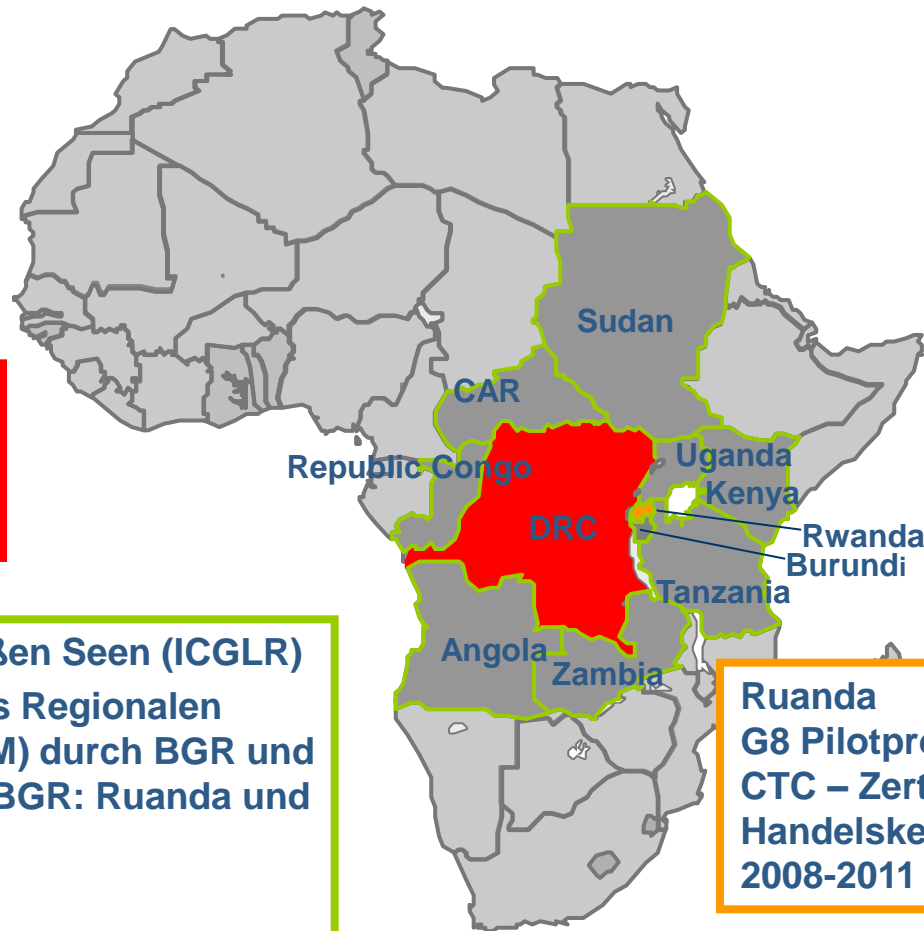 Sudan
CAR
Republic Congo
Uganda
Kenya
DRC
Rwanda
Burundi
Tanzania
Angola
Zambia
ßen Seen (ICGLR)
s Regionalen
M) durch BGR und
BGR: Ruanda und
Ruanda
G8 Pilotpro
CTC – Zert
Handelske
2008-2011